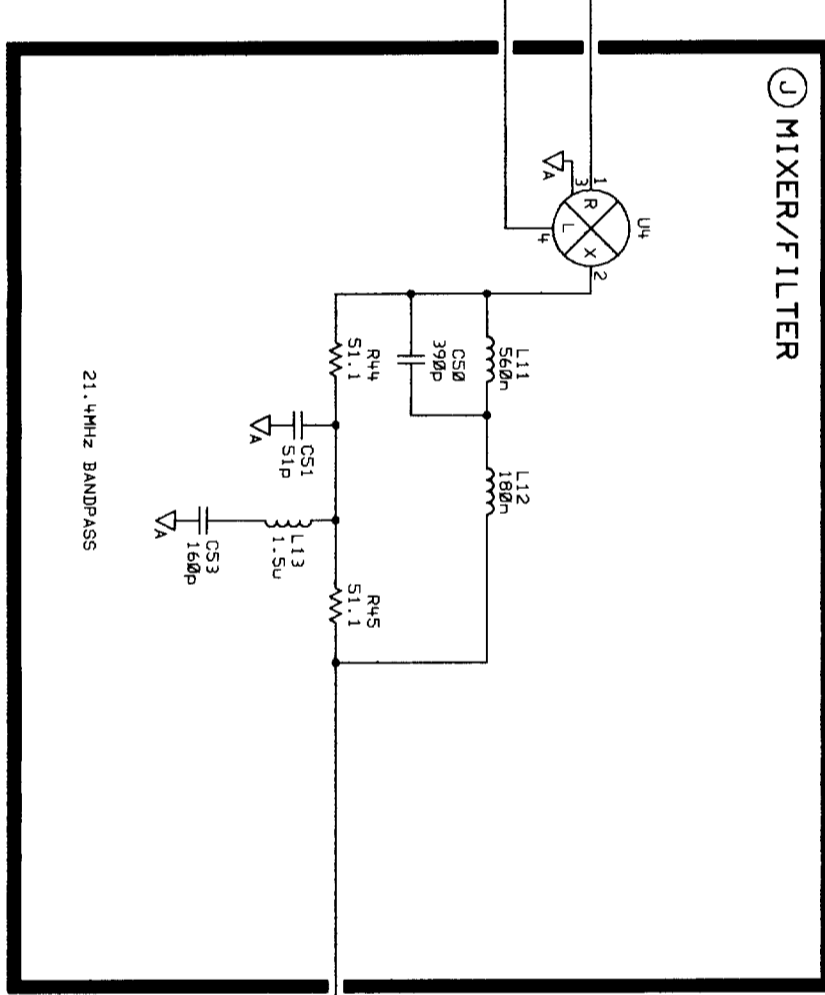 J MIXER/FILTER
U4
1
3
R
L
X
2
4
A
L11
560n
C50
390p
R44
51.1
L12
180n
C51
51p
A
L13
1.5u
C53
160p
A
R45
51.1
21.4MHz BANDPASS